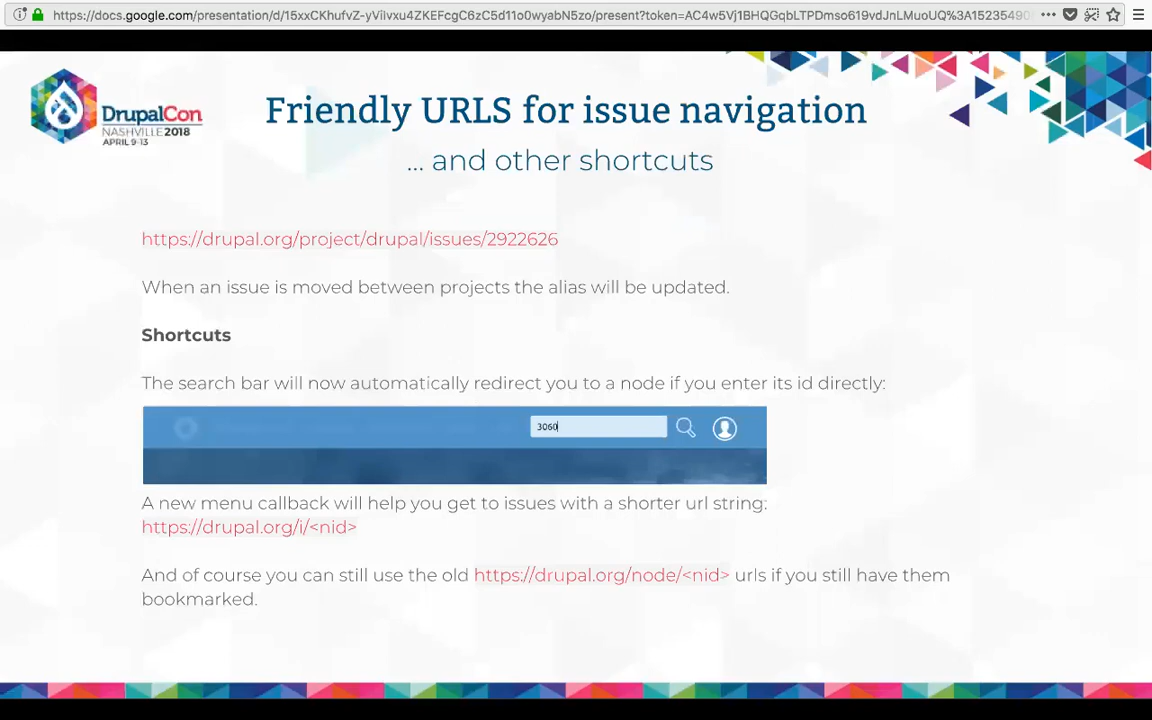 https://docs.google.com/presentation/d/15xxCKhufvZ-yViIvxu4ZKEFcgC6zC5d11o0wyabN5zo/present?token=AC4w5Vj1BHQGqbLTPDmso619vdJnLMuoUQ%3A15235490
DrupalCon
NASHVILLE 2018
APRIL 9-13
Friendly URLS for issue navigation
... and other shortcuts
https://drupal.org/project/drupal/issues/2922626
When an issue is moved between projects the alias will be updated.
Shortcuts
The search bar will now automatically redirect you to a node if you enter its id directly:
3060
A new menu callback will help you get to issues with a shorter url string:
https://drupal.org/i/<nid>
And of course you can still use the old https://drupal.org/node/<nid> urls if you still have them
bookmarked.